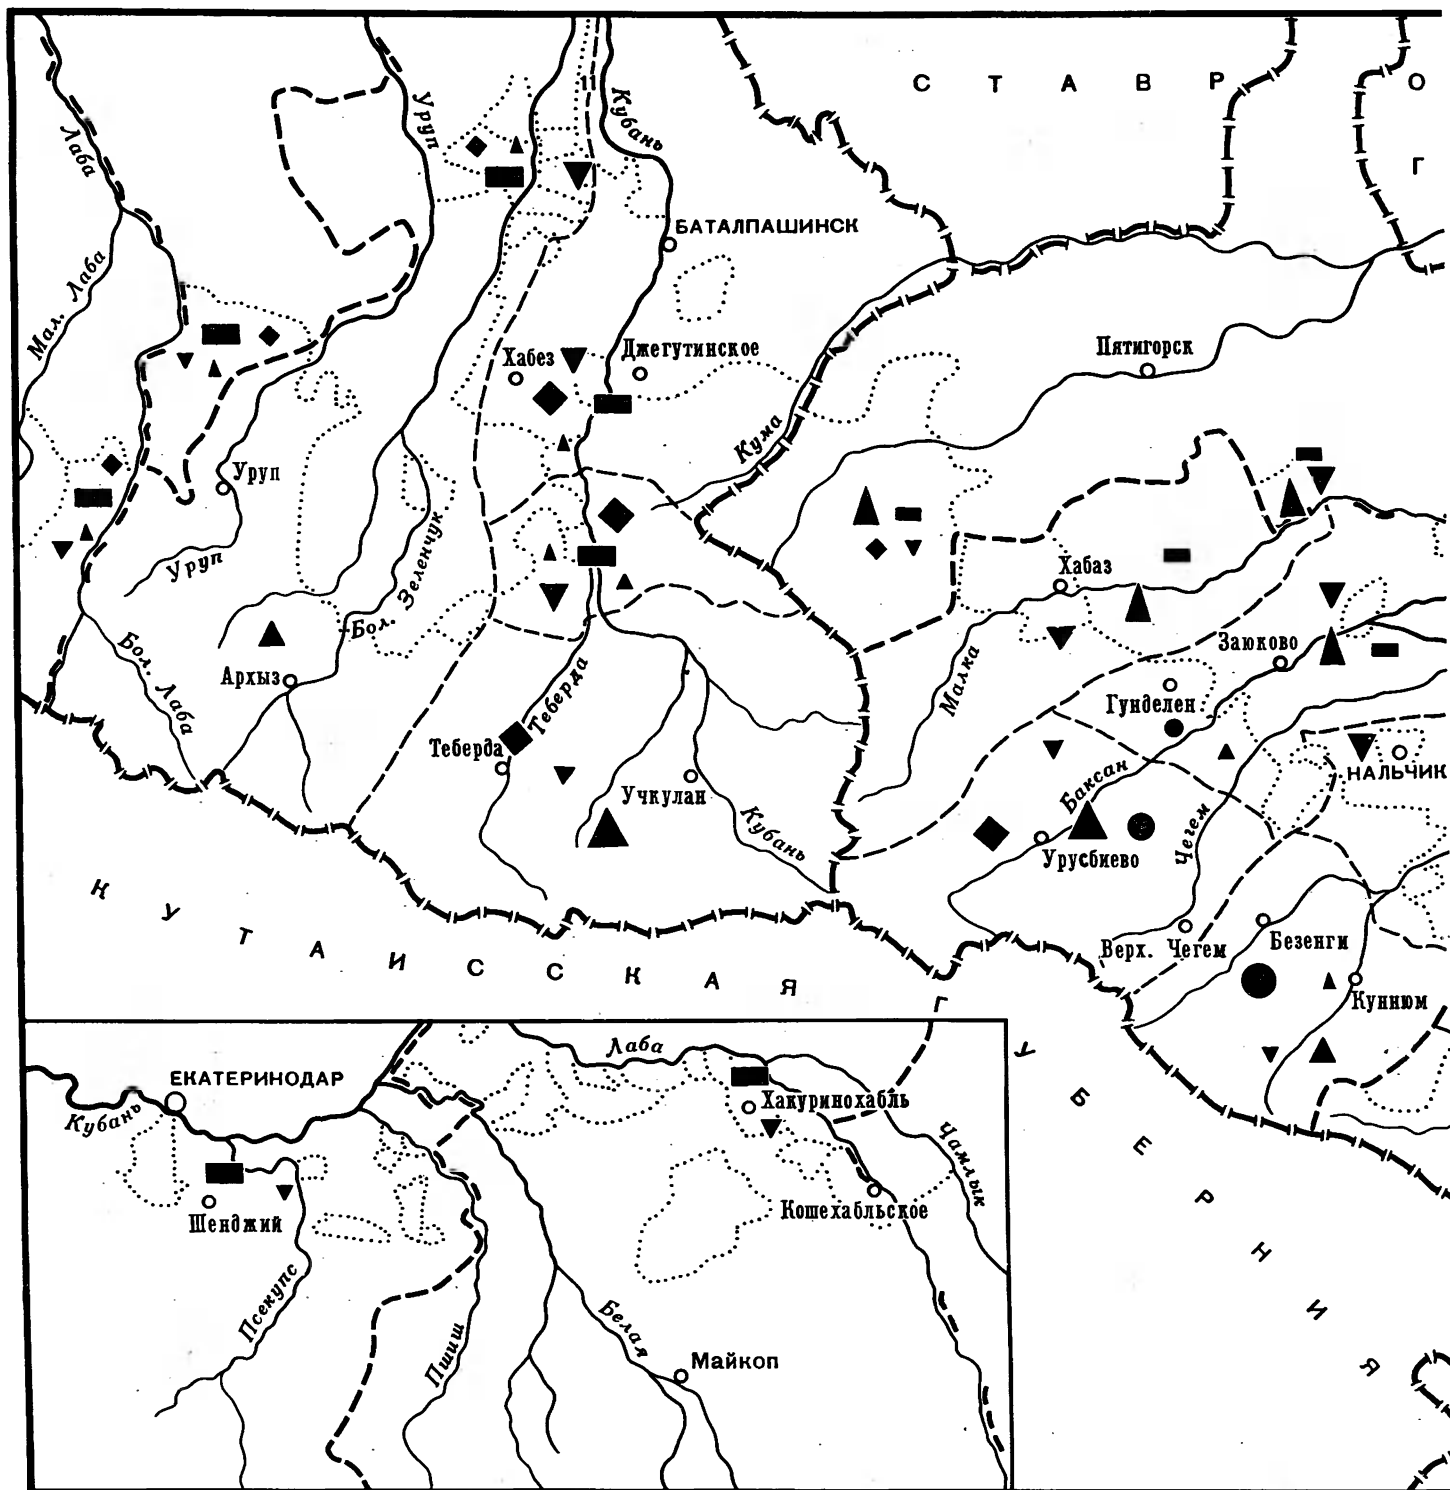 С Т А В Р О
Г
Лаба
Уруп
Кубань
БАТАЛПАШИНСК
Мал. Лаба
Хабез
Джегутинское
Пятигорск
Кума
Уруп
Уруп
Бол. Зеленчук
Хабаз
Заюково
Бол. Лаба
Архыз
Малка
Гунделен
Теберда
Теберда
Учкулан
Баксан
НАЛЬЧИК
Кубань
Урусбиево
Чегем
Верх. Чегем
Безенги
Куннюм
К У Т А И С С К А Я
Г У Б Е Р Н И Я
ЕКАТЕРИНОДАР
Кубань
Лаба
Хакуринохабль
Чамлык
Шенджий
Кошехабльское
Псекупс
Пшиш
Белая
Майкоп